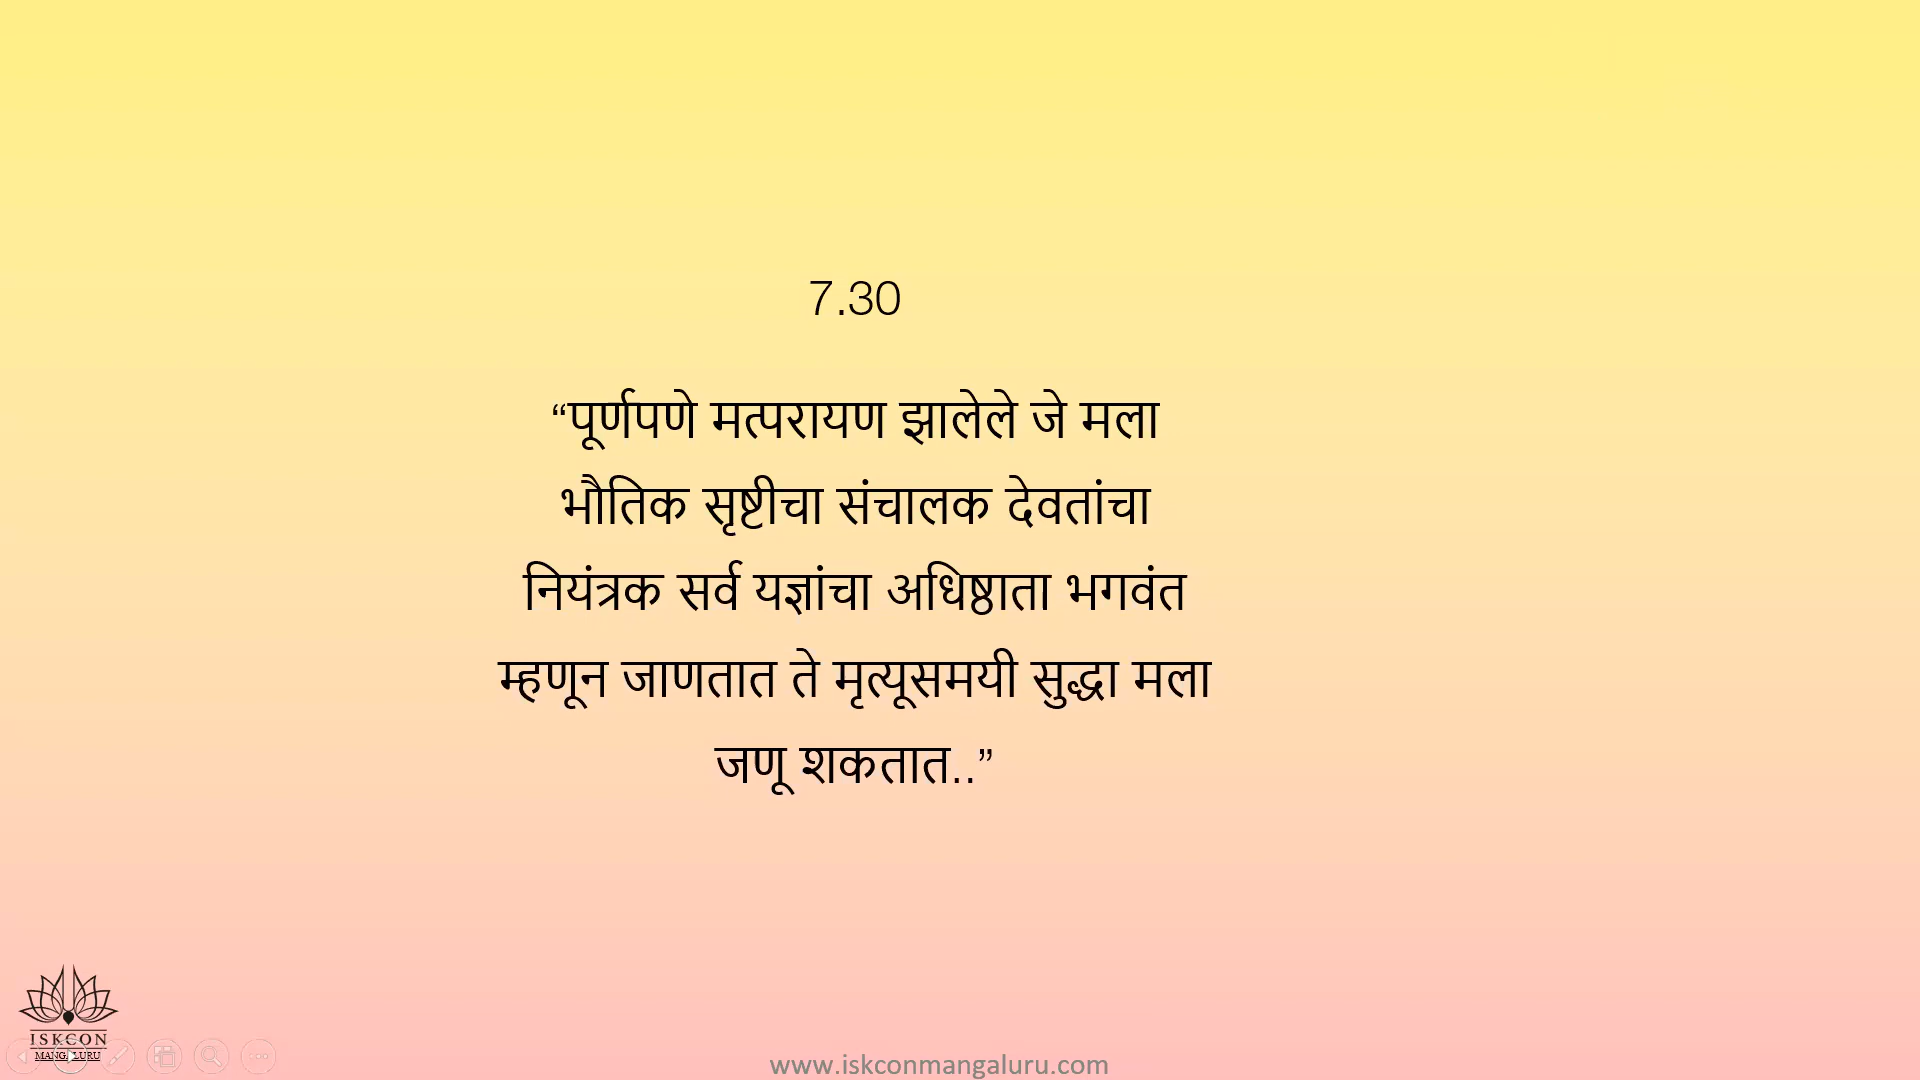 7.30
“पूर्णपणे मत्परायण झालेले जे मला
भौतिक सृष्टीचा संचालक देवतांचा
नियंत्रक सर्व यज्ञांचा अधिष्ठाता भगवंत
म्हणून जाणतात ते मृत्यूसमयी सुद्धा मला
जणू शकतात..”
ISKCON
MANGALURU
www.iskconmangaluru.com